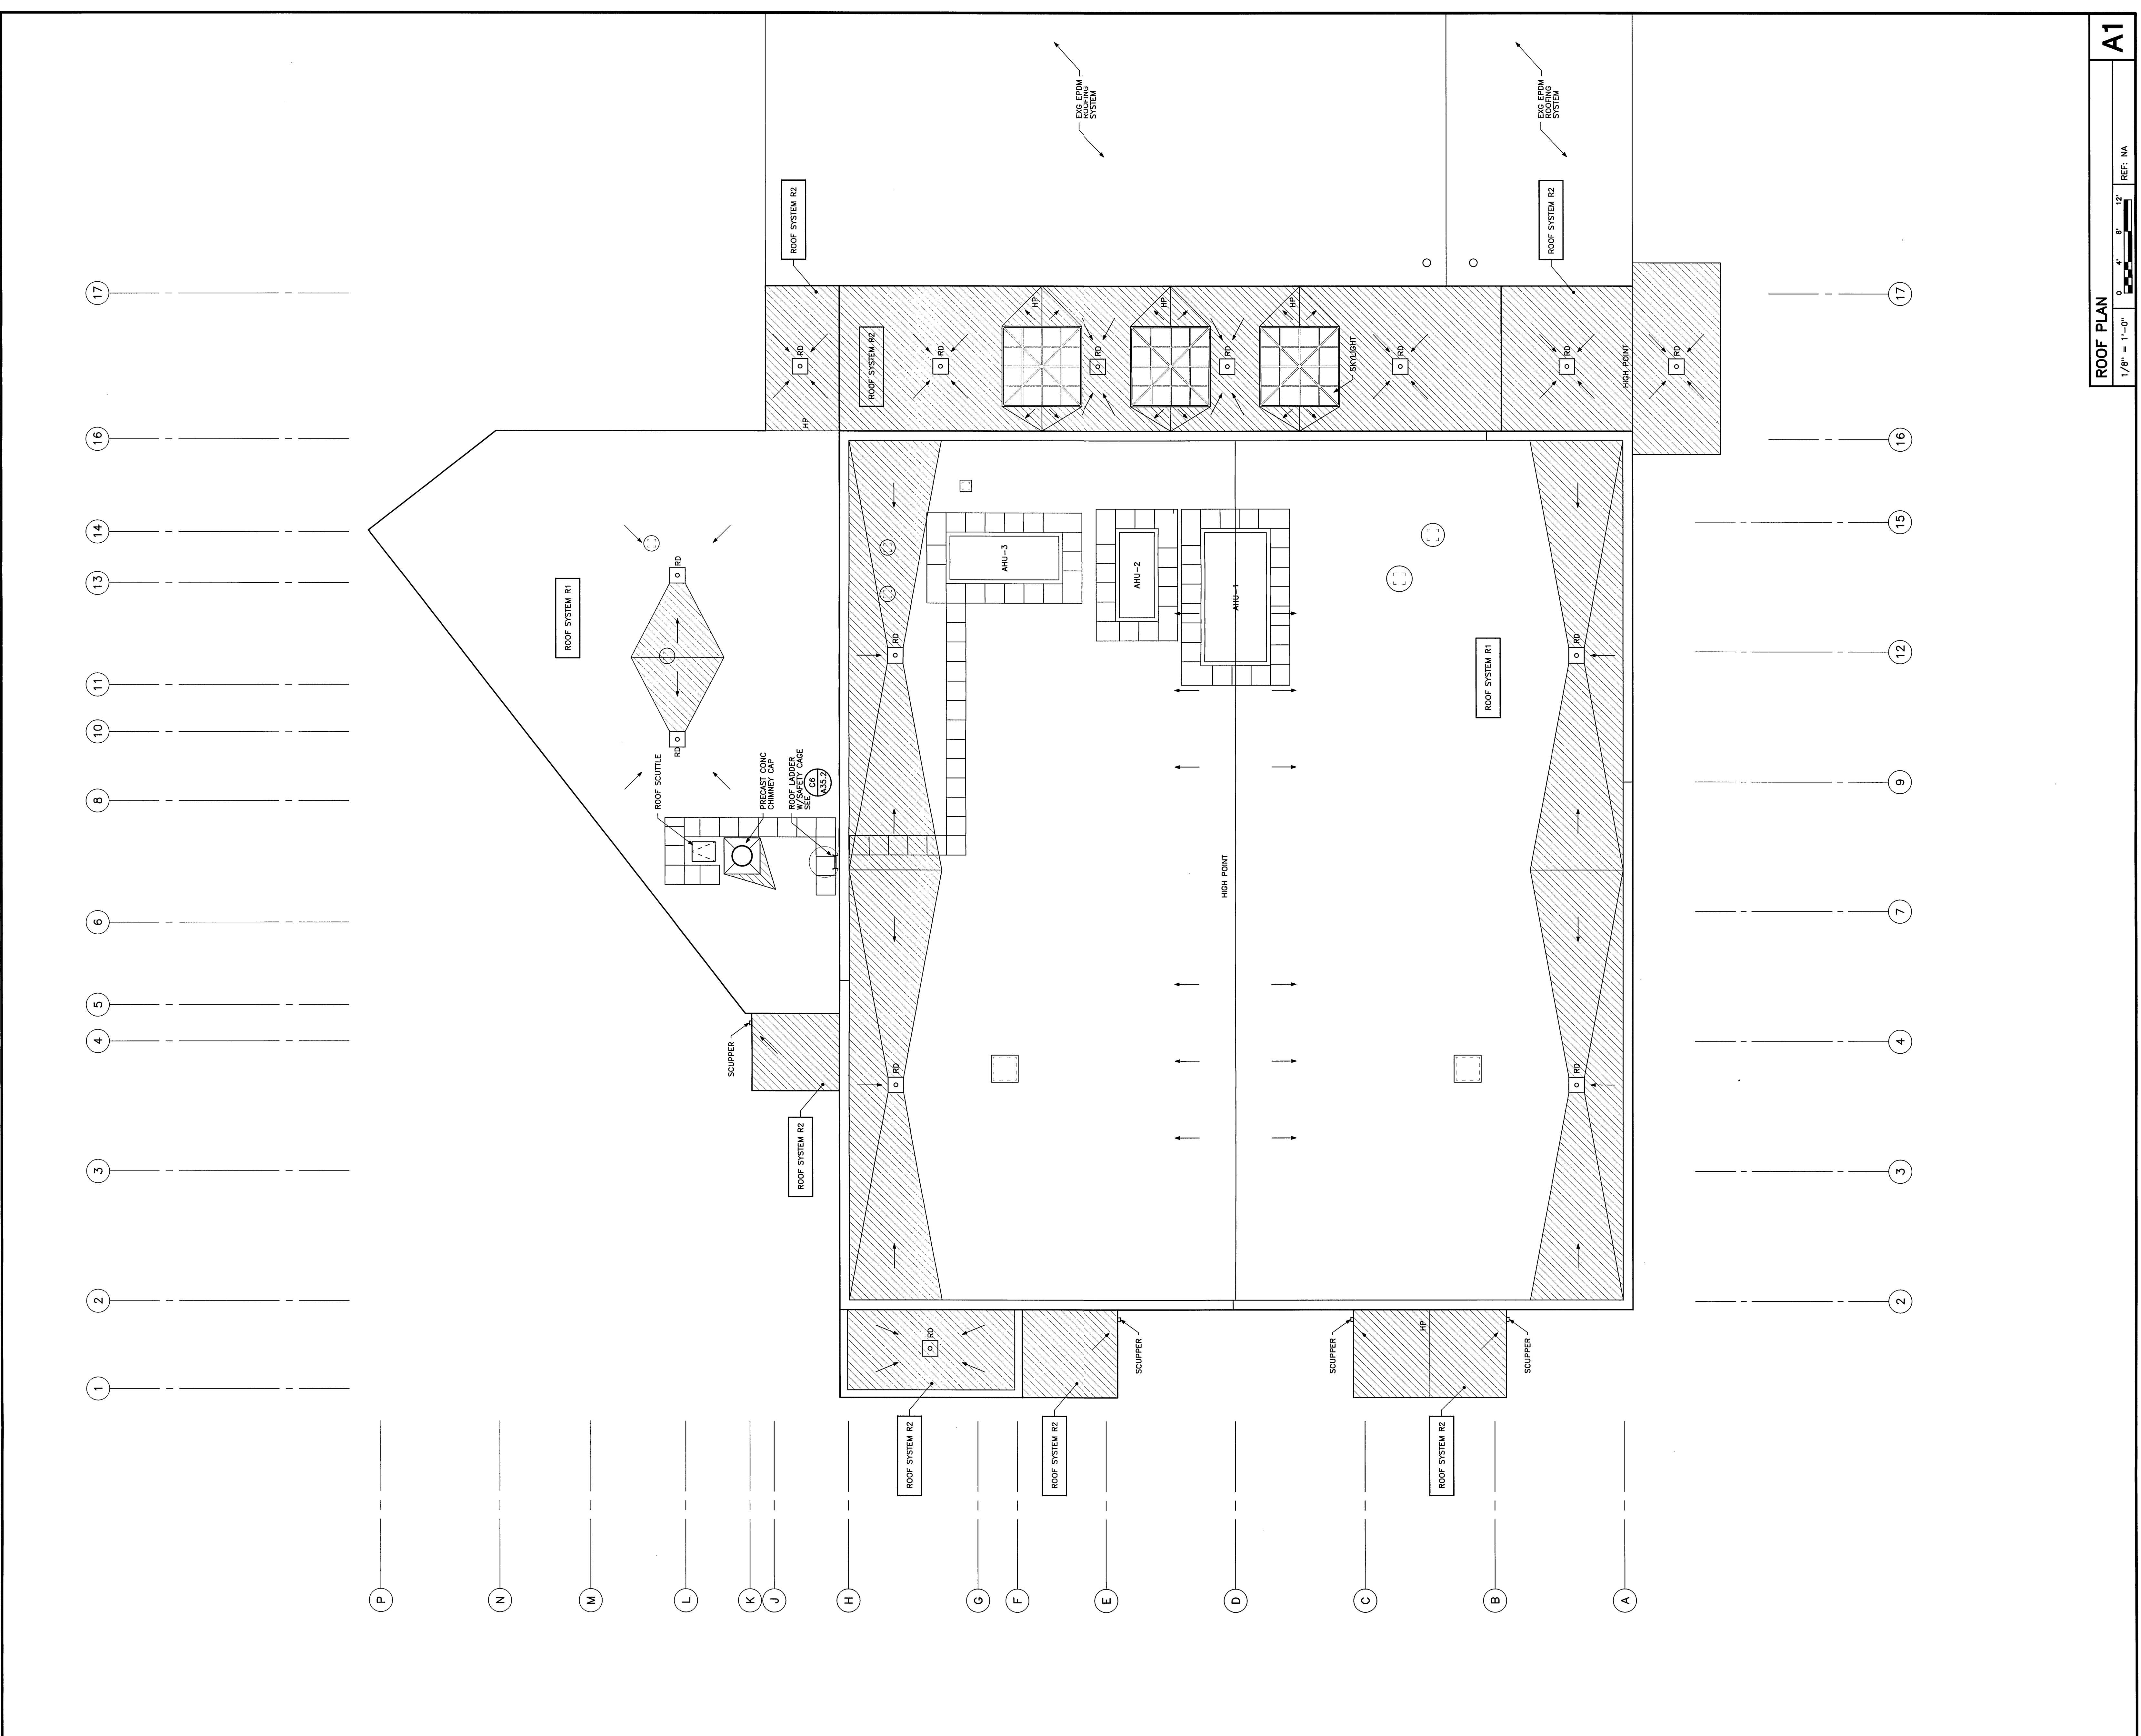 A1
ROOF PLAN
1/8" = 1'-0"
0
4'
8'
12'
REF: NA
EXG EPDM
ROOFING
SYSTEM
EXG EPDM
ROOFING
SYSTEM
ROOF SYSTEM R2
ROOF SYSTEM R2
17
17
RD
ROOF SYSTEM R2
RD
HP
RD
HP
RD
HP
SKYLIGHT
RD
RD
HIGH POINT
RD
HP
16
16
14
15
13
12
11
10
9
8
7
6
5
4
4
3
3
2
2
1
ROOF SYSTEM R1
RD
RD
ROOF SCUTTLE
PRECAST CONC
CHIMNEY CAP
ROOF LADDER
W/SAFETY CAGE
SEE
C6
A35.2
AHU-3
AHU-2
AHU-1
RD
RD
ROOF SYSTEM R1
HIGH POINT
SCUPPER
ROOF SYSTEM R2
RD
RD
RD
SCUPPER
SCUPPER
HP
SCUPPER
ROOF SYSTEM R2
ROOF SYSTEM R2
ROOF SYSTEM R2
P
N
M
L
K
J
H
G
F
E
D
C
B
A